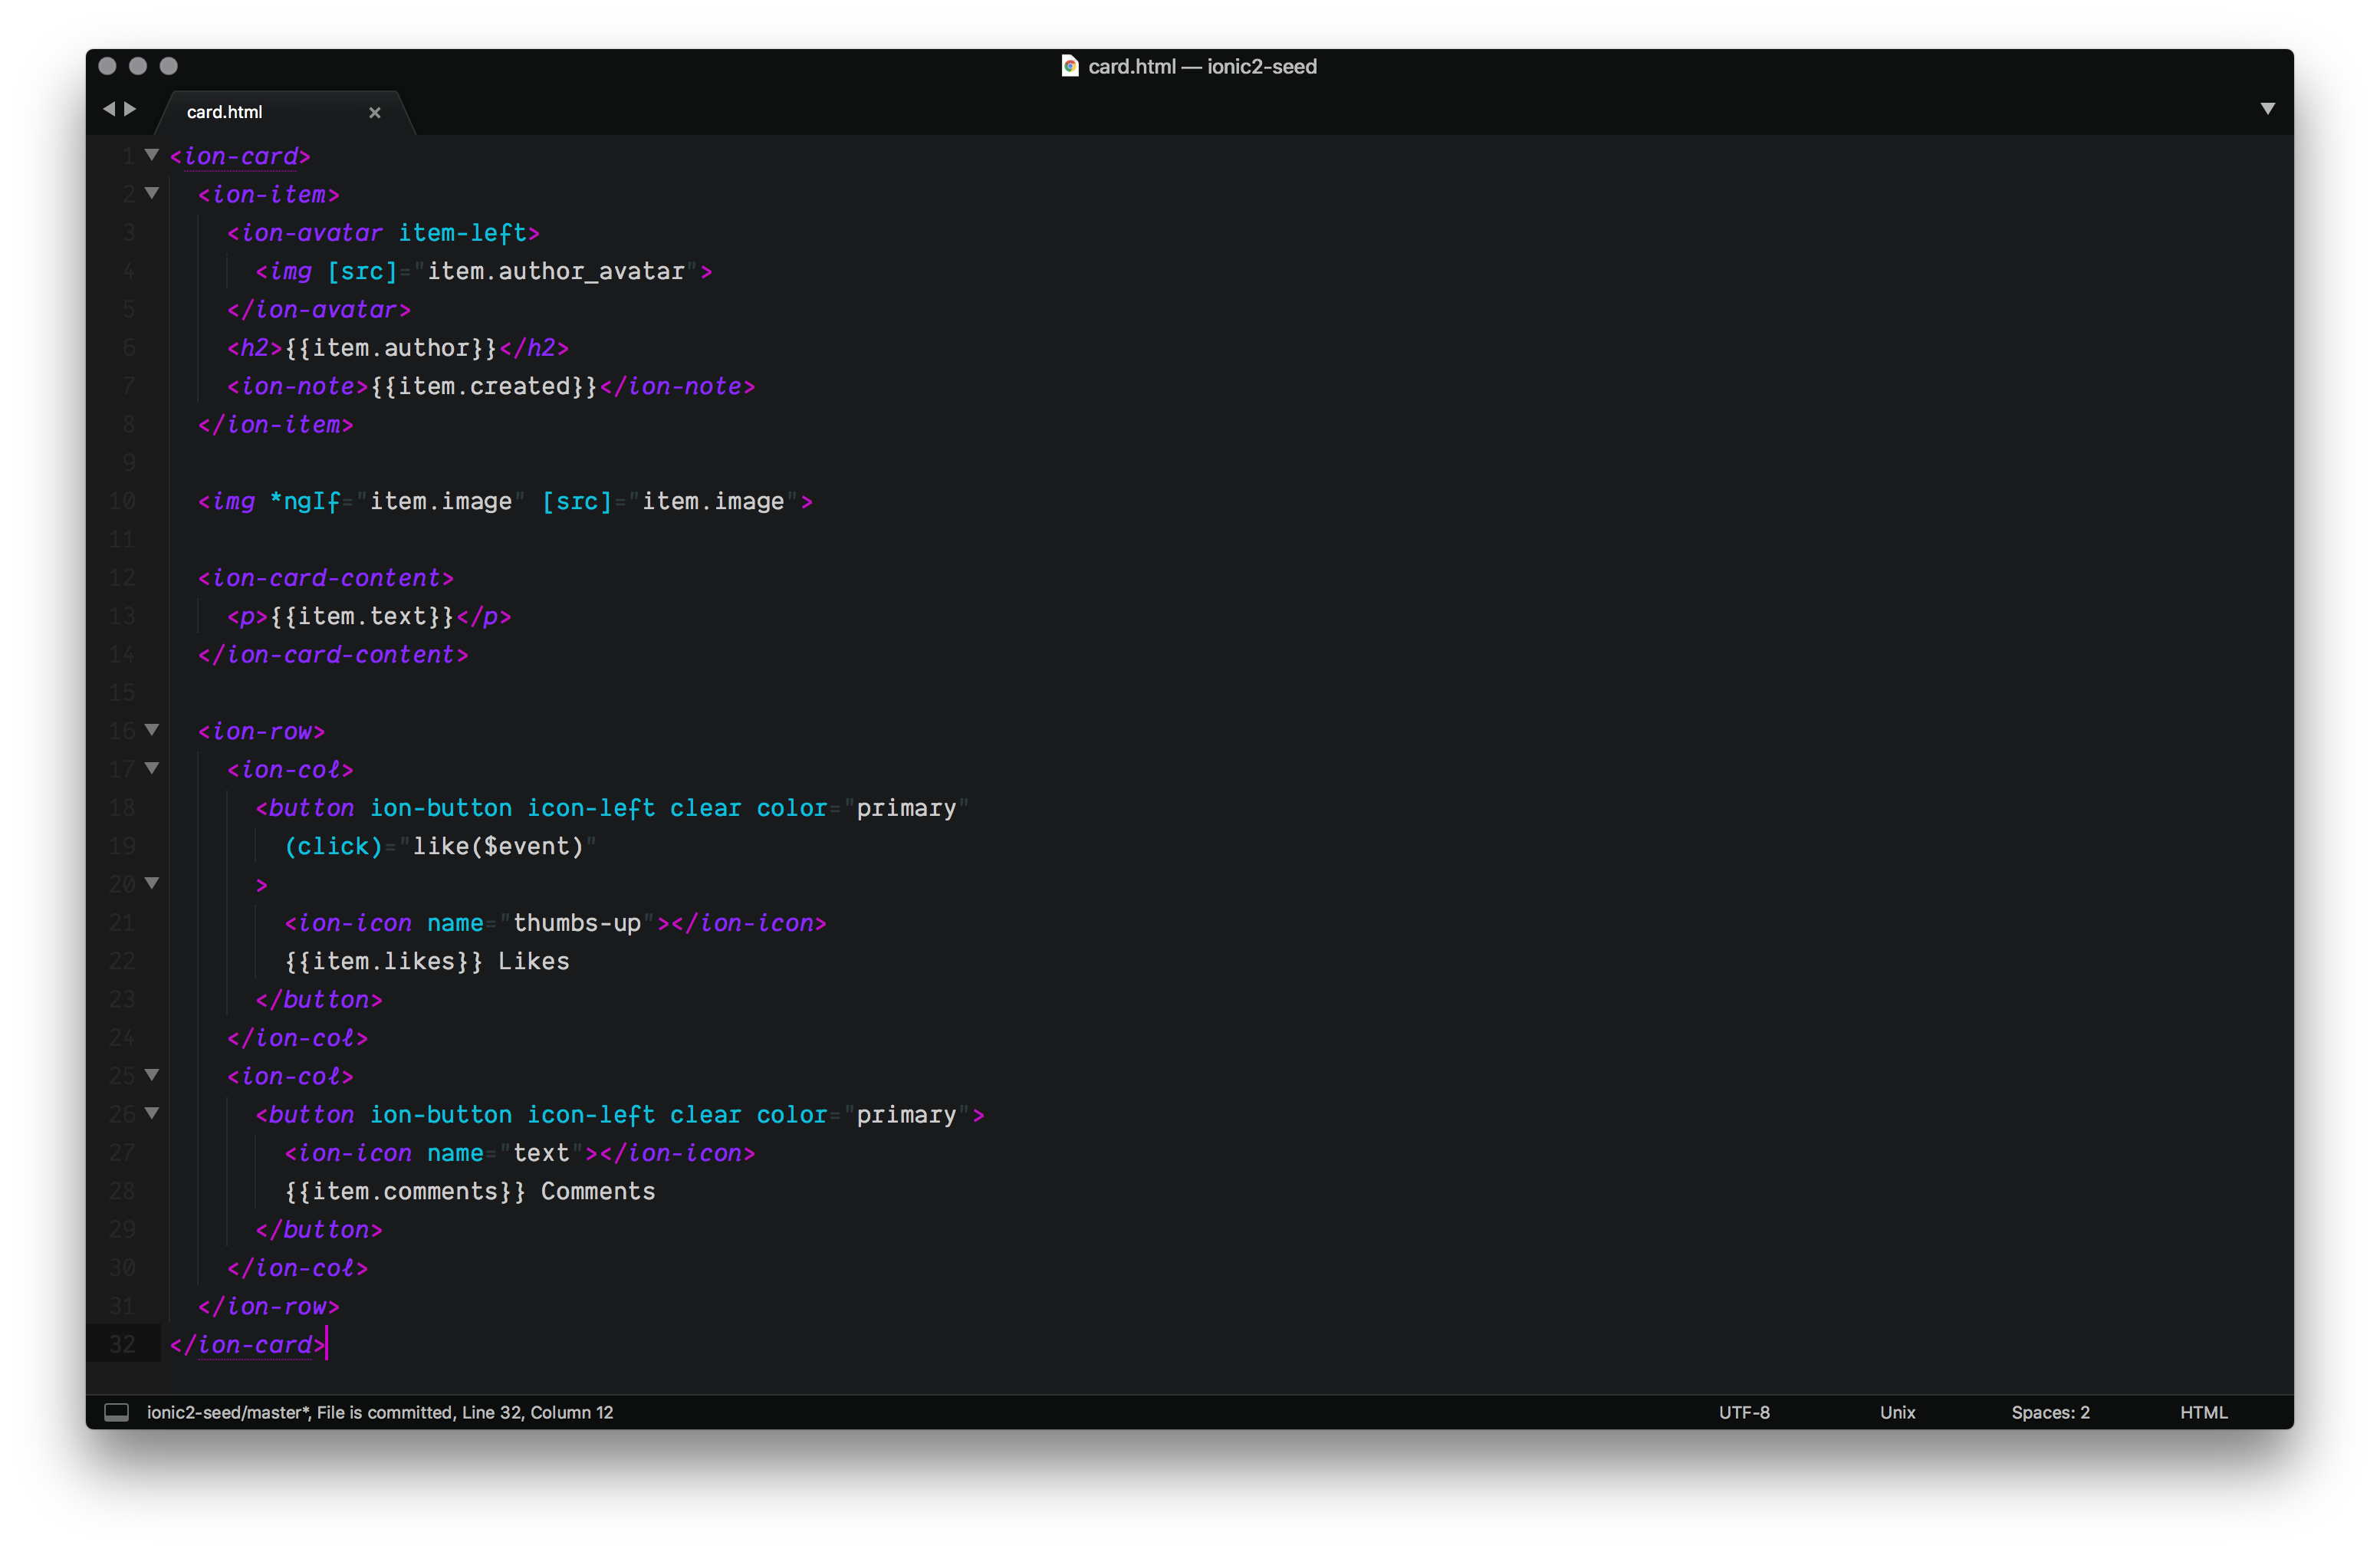 card.html — ionic2-seed
card.html
1 <ion-card>
2   <ion-item>
3     <ion-avatar item-left>
4       <img [src]="item.author_avatar">
5     </ion-avatar>
6     <h2>{{item.author}}</h2>
7     <ion-note>{{item.created}}</ion-note>
8   </ion-item>
9
10   <img *ngIf="item.image" [src]="item.image">
11
12   <ion-card-content>
13     <p>{{item.text}}</p>
14   </ion-card-content>
15
16   <ion-row>
17     <ion-col>
18       <button ion-button icon-left clear color="primary"
19         (click)="like($event)"
20       >
21         <ion-icon name="thumbs-up"></ion-icon>
22         {{item.likes}} Likes
23       </button>
24     </ion-col>
25     <ion-col>
26       <button ion-button icon-left clear color="primary">
27         <ion-icon name="text"></ion-icon>
28         {{item.comments}} Comments
29       </button>
30     </ion-col>
31   </ion-row>
32 </ion-card>
ionic2-seed/master*, File is committed, Line 32, Column 12 UTF-8 Unix Spaces: 2 HTML